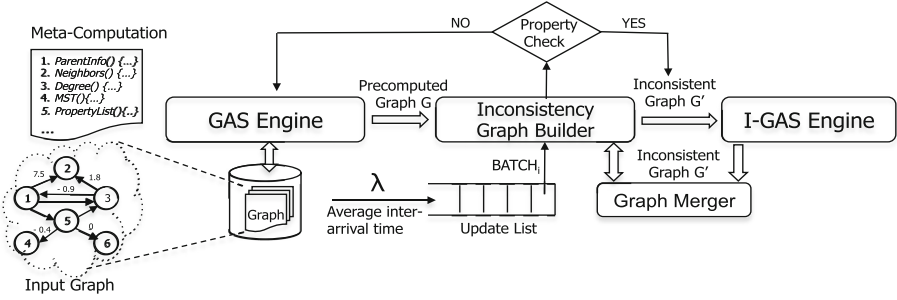 Meta-Computation
1. ParentInfo() {...}
2. Neighbors() {...}
3. Degree() {...}
4. MST(){...}
5. PropertyList(){..}
...
NO
Property
Check
YES
Precomputed
Graph G
Inconsistent
Graph G'
GAS Engine
Inconsistency
Graph Builder
I-GAS Engine
BATCHi
Inconsistent
Graph G'
Graph Merger
Graph
λ
Average inter-
arrival time
Update List
7.5
2
1.8
- 0.9
1
3
5
- 0.4
0
4
6
Input Graph